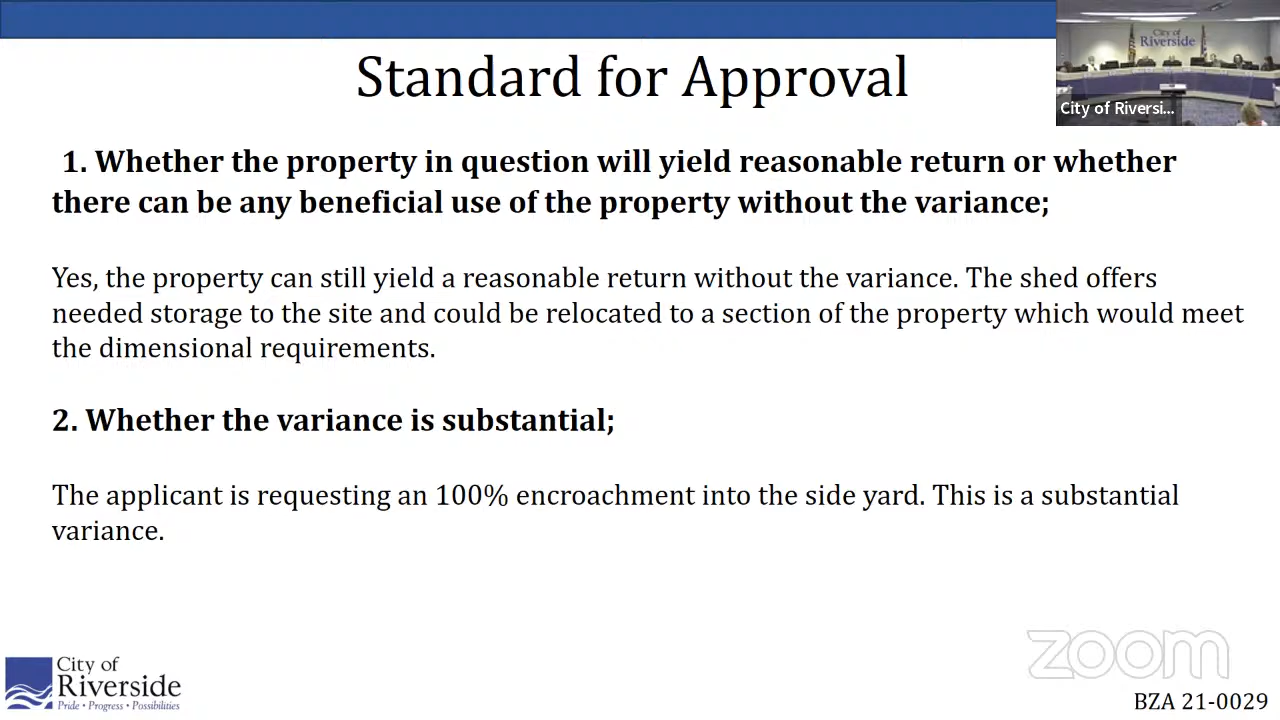 Standard for Approval
City of
Riverside
City of Riversi...
1. Whether the property in question will yield reasonable return or whether
there can be any beneficial use of the property without the variance;
Yes, the property can still yield a reasonable return without the variance. The shed offers
needed storage to the site and could be relocated to a section of the property which would meet
the dimensional requirements.
2. Whether the variance is substantial;
The applicant is requesting an 100% encroachment into the side yard. This is a substantial
variance.
City of
Riverside
Pride • Progress • Possibilities
zoom
BZA 21-0029